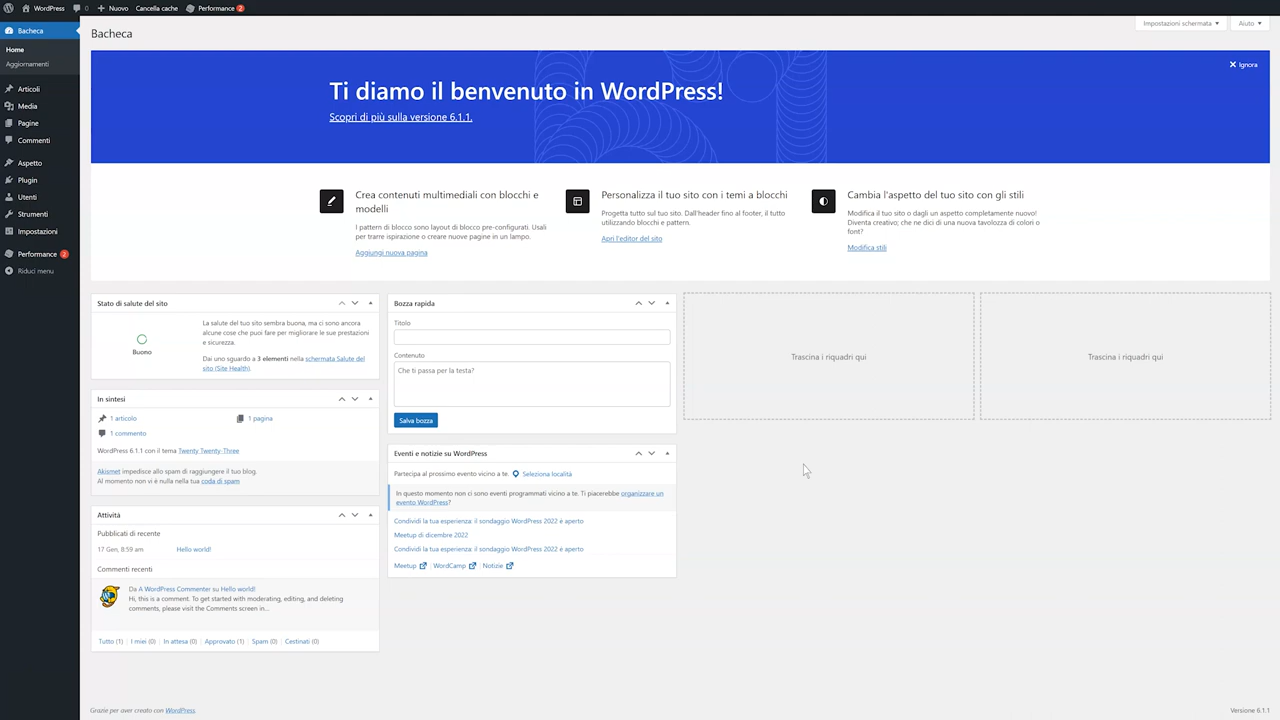 WordPress 0 Nuovo Cancella cache Performance 2
Impostazioni schermata Aiuto
Bacheca
Home
Aggiornamenti
Articoli
Media
Pagine
Commenti
Aspetto
Plugin
Utenti
Strumenti
Impostazioni
Performance 2
Riduci menu
Bacheca
Ignora
Ti diamo il benvenuto in WordPress!
Scopri di più sulla versione 6.1.1.
Crea contenuti multimediali con blocchi e
modelli
I pattern di blocco sono layout di blocco pre-configurati. Usali
per trarre ispirazione o creare nuove pagine in un lampo.
Aggiungi nuova pagina
Personalizza il tuo sito con i temi a blocchi
Progetta tutto sul tuo sito. Dall'header fino al footer, il tutto
utilizzando blocchi e pattern.
Apri l'editor del sito
Cambia l'aspetto del tuo sito con gli stili
Modifica il tuo sito o dagli un aspetto completamente nuovo!
Diventa creativo; che ne dici di una nuova tavolozza di colori o
font?
Modifica stili
Stato di salute del sito
Buono
La salute del tuo sito sembra buona, ma ci sono ancora
alcune cose che puoi fare per migliorare le sue prestazioni
e sicurezza.
Dai uno sguardo a 3 elementi nella schermata Salute del
sito (Site Health).
In sintesi
1 articolo 1 pagina
1 commento
WordPress 6.1.1 con il tema Twenty Twenty-Three
Akismet impedisce allo spam di raggiungere il tuo blog.
Al momento non vi è nulla nella tua coda di spam
Attività
Pubblicati di recente
17 Gen, 8:59 am Hello world!
Commenti recenti
Da A WordPress Commenter su Hello world!
Hi, this is a comment. To get started with moderating, editing, and deleting
comments, please visit the Comments screen in…
Tutto (1) | I miei (0) | In attesa (0) | Approvato (1) | Spam (0) | Cestinati (0)
Bozza rapida
Titolo
Contenuto
Che ti passa per la testa?
Salva bozza
Eventi e notizie su WordPress
Partecipa al prossimo evento vicino a te. Seleziona località
In questo momento non ci sono eventi programmati vicino a te. Ti piacerebbe organizzare un
evento WordPress?
Condividi la tua esperienza: il sondaggio WordPress 2022 è aperto
Meetup di dicembre 2022
Condividi la tua esperienza: il sondaggio WordPress 2022 è aperto
Meetup | WordCamp | Notizie
Trascina i riquadri qui
Trascina i riquadri qui
Grazie per aver creato con WordPress.
Versione 6.1.1